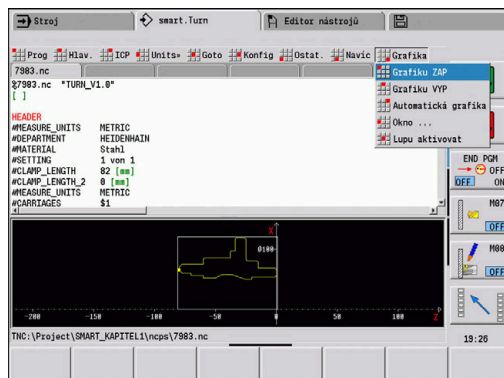 Stroj smart.Turn Editor nástrojů
Prog Hlav. ICP Units» Goto Konfig Ostat. Navíc Grafika
7983.nc
Grafiku ZAP
Grafiku VYP
Automatická grafika
Okno ...
Lupu aktivovat
%7983.nc "TURN_V1.0"
[ ]
HEADER
#MEASURE_UNITS METRIC
#DEPARTMENT HEIDENHAIN
#MATERIAL Stahl
#SETTING 1 von 1
#CLAMP_LENGTH 82 [mm]
#CLAMP_LENGTH_2 0 [mm]
#MEASURE_UNITS METRIC
#CARRIAGES $1
END PGM
OFF
OFF ON
M07
OFF
M08
OFF
X
Ø100
-200 -150 -100 -50 0 50 100 Z
TNC:\Project\SMART_KAPITEL1\ncps\7983.nc
19:26